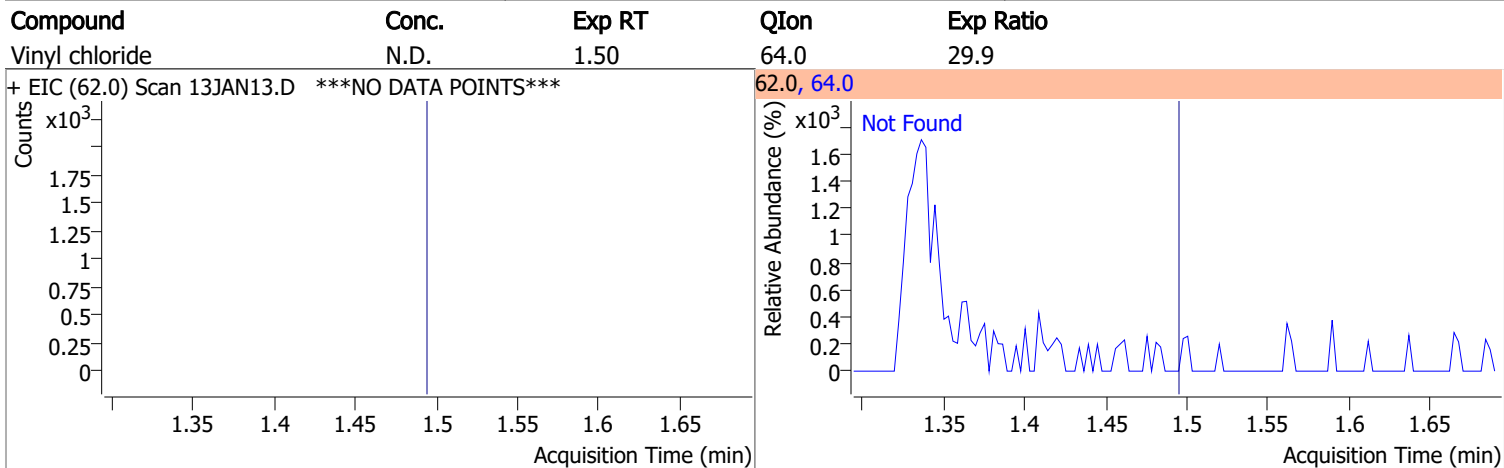 Compound Conc. Exp RT QIon Exp Ratio
Vinyl chloride N.D. 1.50 64.0 29.9
+ EIC (62.0) Scan 13JAN13.D ***NO DATA POINTS***
Counts
x103
1.75
1.5
1.25
1
0.75
0.5
0.25
0
1.35 1.4 1.45 1.5 1.55 1.6 1.65
Acquisition Time (min)
62.0, 64.0
Relative Abundance (%)
x103
Not Found
1.6
1.4
1.2
1
0.8
0.6
0.4
0.2
0
1.35 1.4 1.45 1.5 1.55 1.6 1.65
Acquisition Time (min)